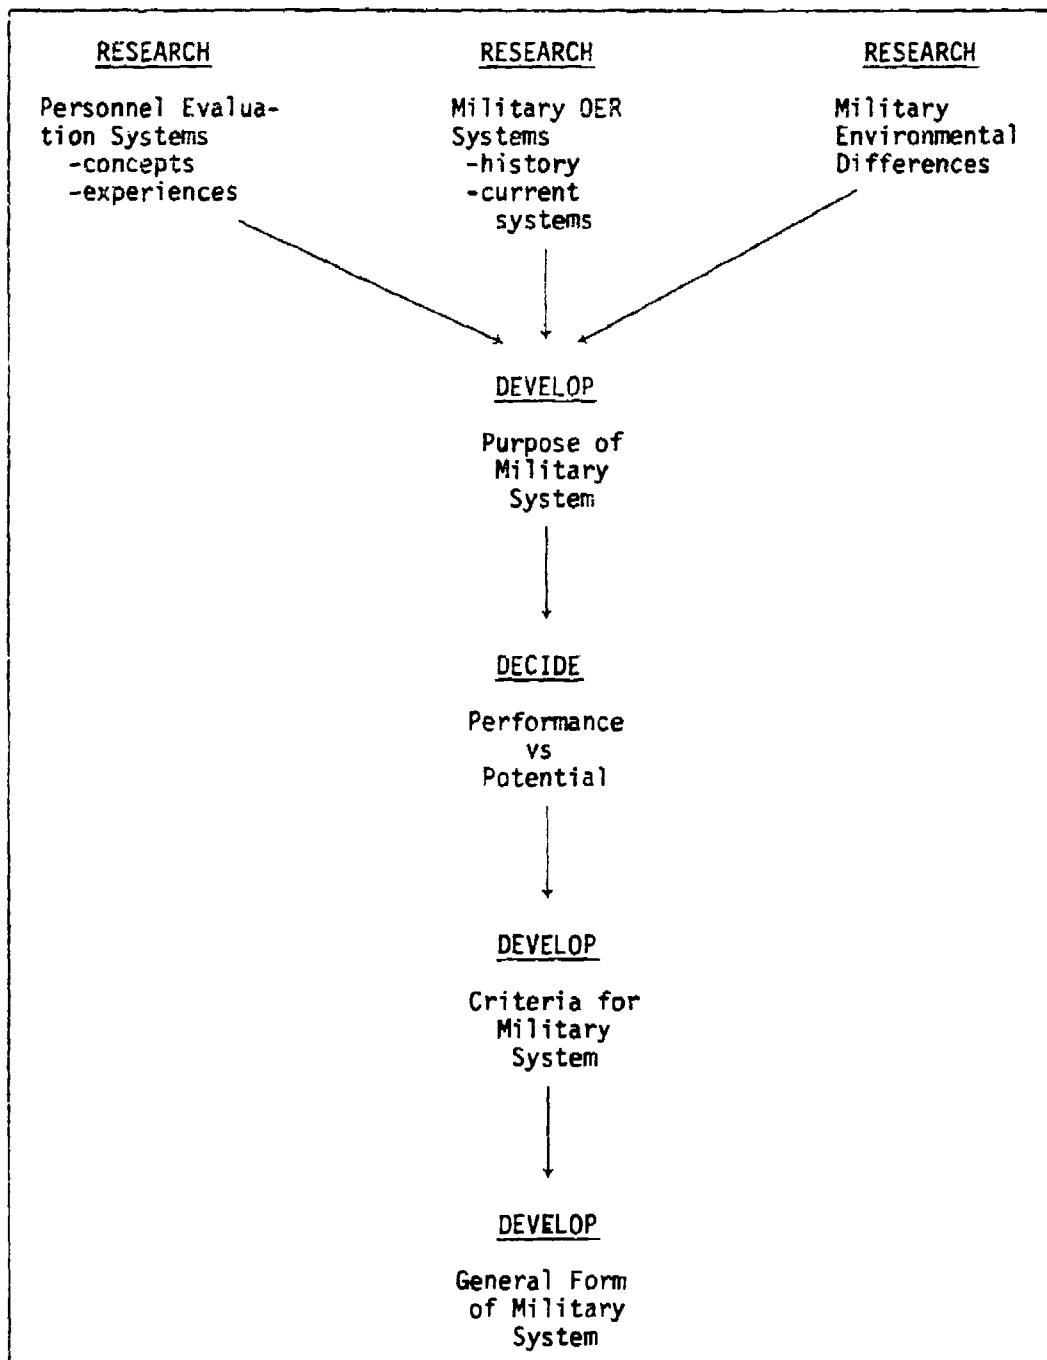 RESEARCH
Personnel Evalua-
tion Systems
-concepts
-experiences
RESEARCH
Military OER
Systems
-history
-current
systems
RESEARCH
Military
Environmental
Differences
DEVELOP
Purpose of
Military
System
DECIDE
Performance
vs
Potential
DEVELOP
Criteria for
Military
System
DEVELOP
General Form
of Military
System